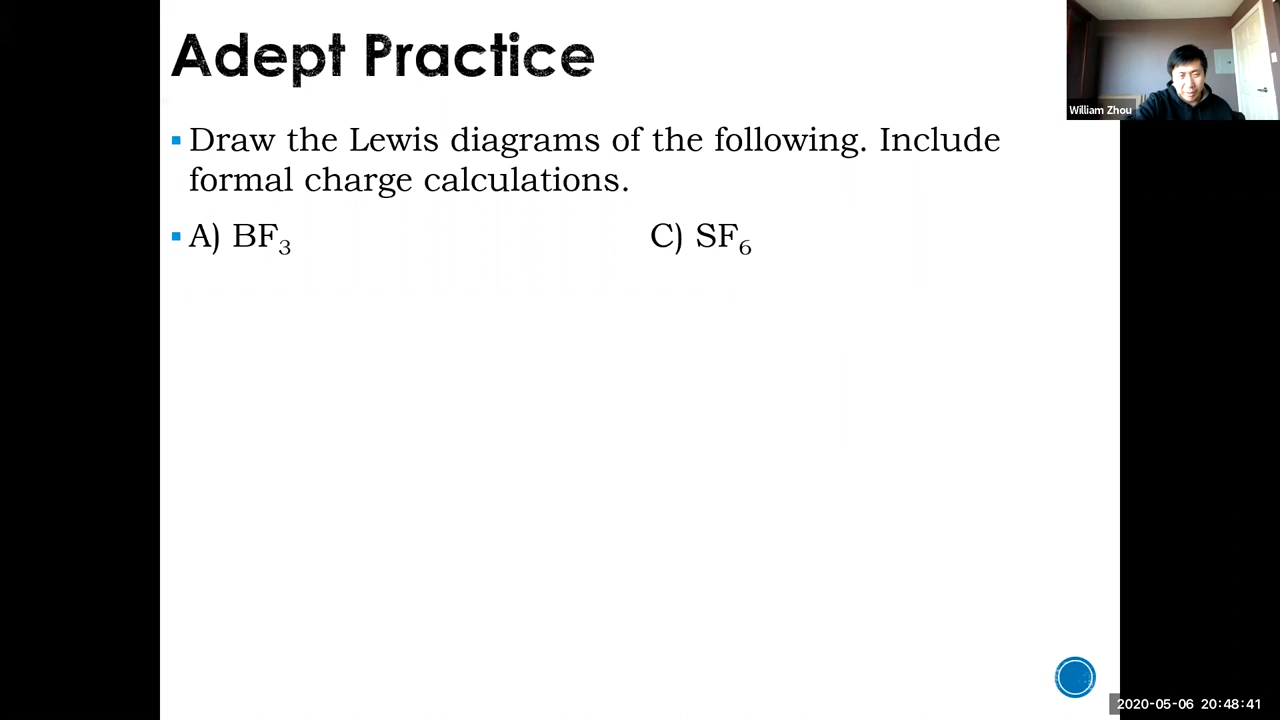 Adept Practice
William Zhou
Draw the Lewis diagrams of the following. Include
formal charge calculations.
A) BF₃ C) SF₆
2020-05-06 20:48:41